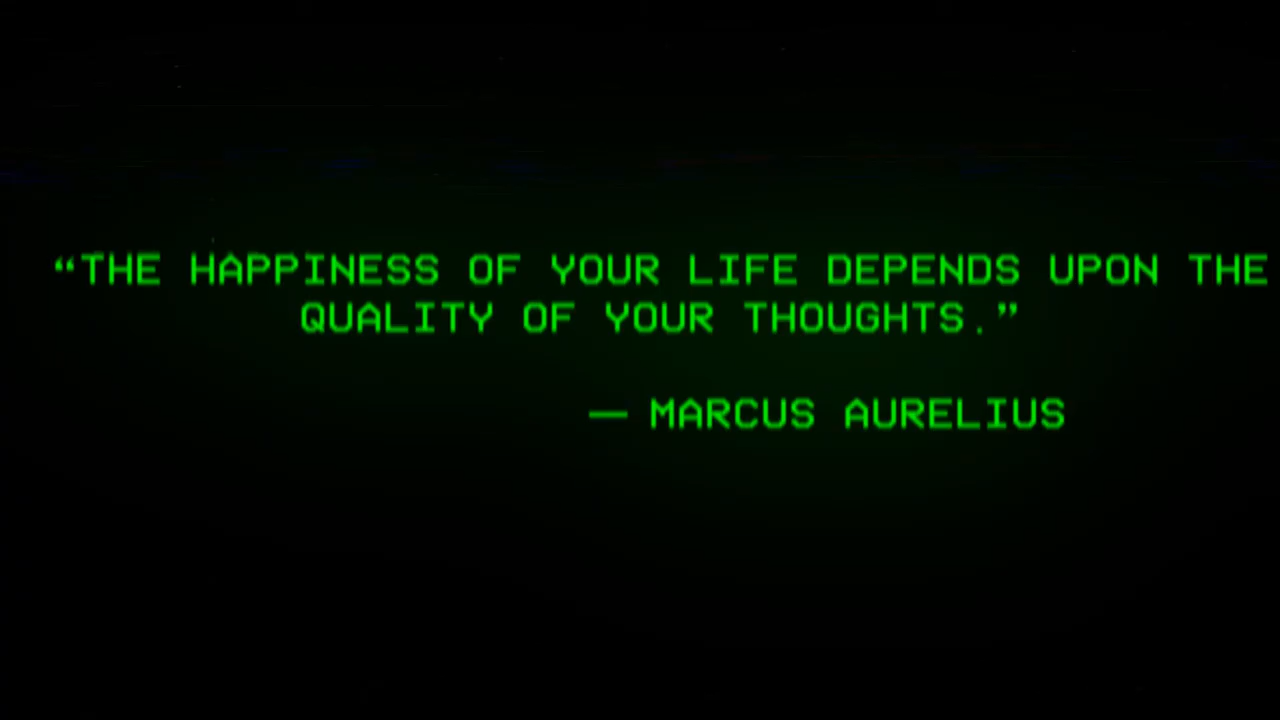 “THE HAPPINESS OF YOUR LIFE DEPENDS UPON THE
QUALITY OF YOUR THOUGHTS.”
— MARCUS AURELIUS